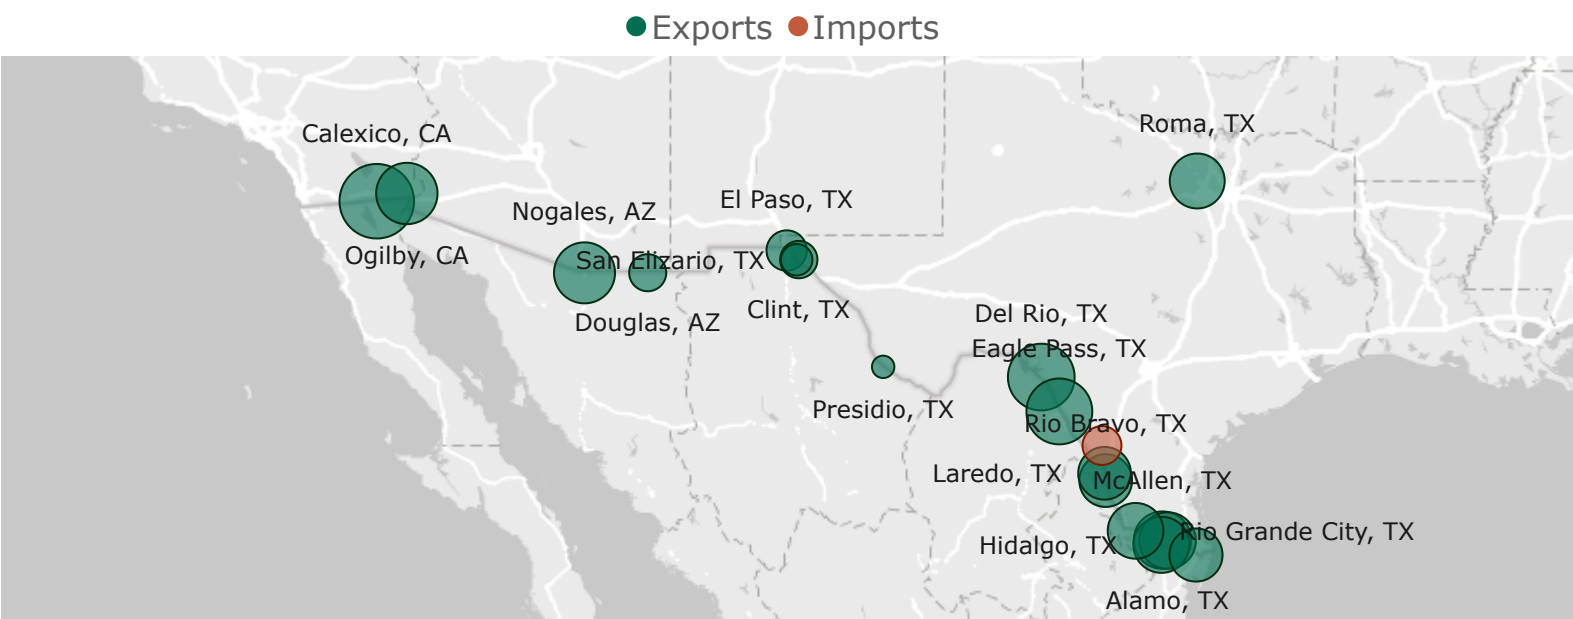 Exports Imports
Calexico, CA
Roma, TX
El Paso, TX
Nogales, AZ
Ogilby, CA
San Elizario, TX
Clint, TX
Douglas, AZ
Del Rio, TX
Eagle Pass, TX
Presidio, TX
Rio Bravo, TX
Laredo, TX
McAllen, TX
Rio Grande City, TX
Hidalgo, TX
Alamo, TX